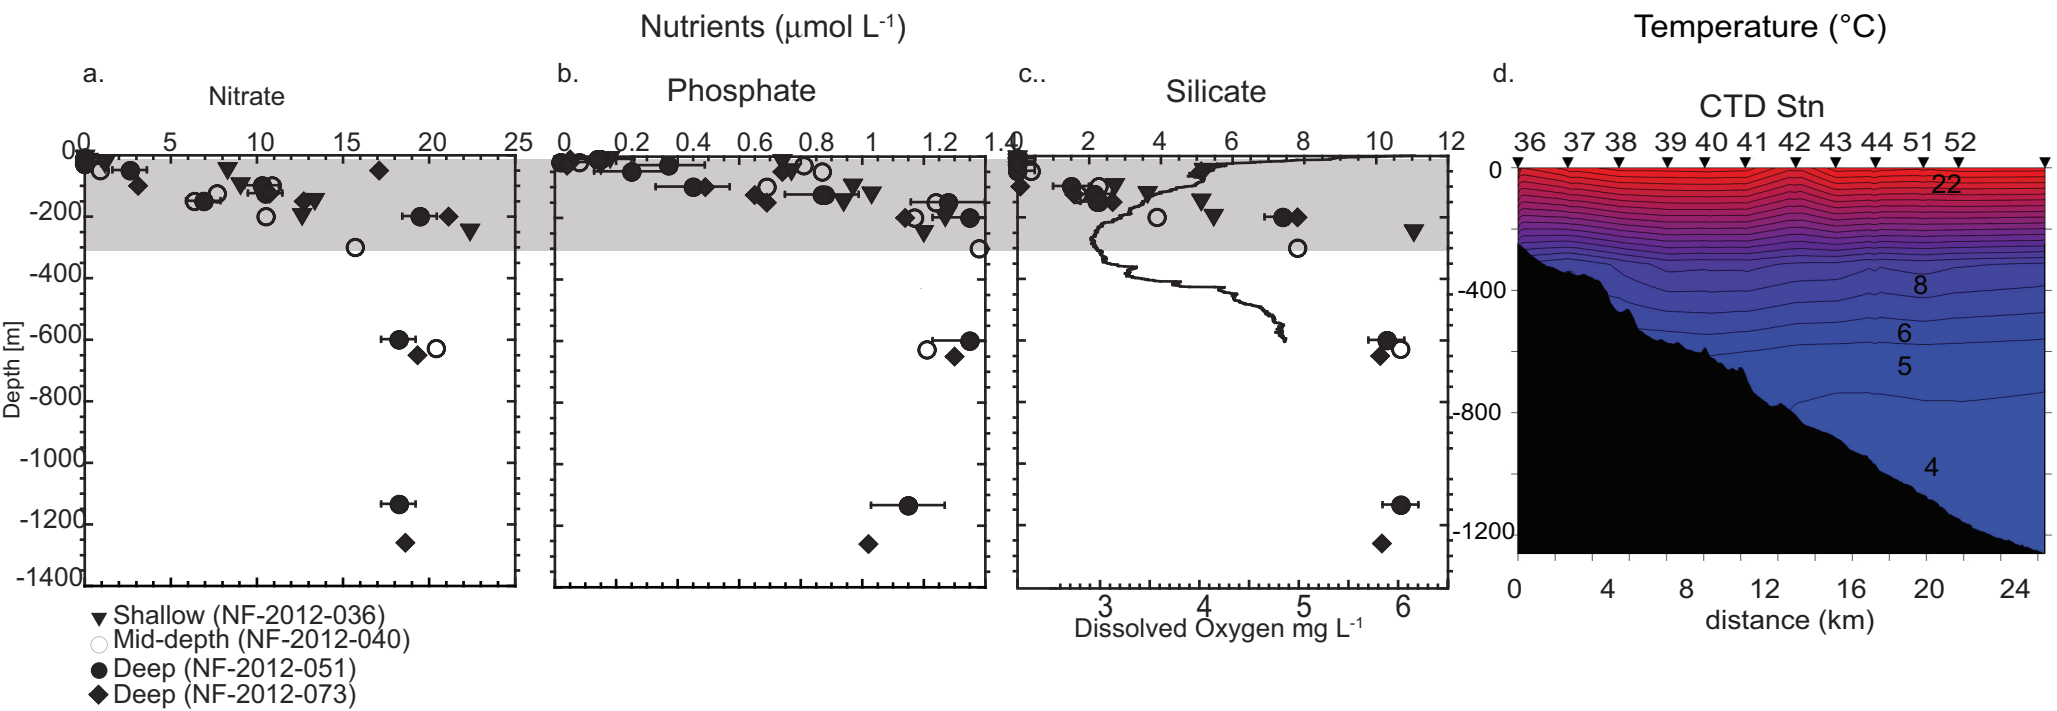 Nutrients (μmol L-1)
Temperature (°C)
a.
Nitrate
b.
Phosphate
c..
Silicate
d.
CTD Stn
0 5 10 15 20 25
0 0.2 0.4 0.6 0.8 1 1.2 1.4
0 2 4 6 8 10 12
36 37 38 39 40 41 42 43 44 51 52
Depth [m]
0
-200
-400
-600
-800
-1000
-1200
-1400
0
-400
-800
-1200
22
8
6
5
4
3 4 5 6
Dissolved Oxygen mg L-1
0 4 8 12 16 20 24
distance (km)
Shallow (NF-2012-036)
Mid-depth (NF-2012-040)
Deep (NF-2012-051)
Deep (NF-2012-073)